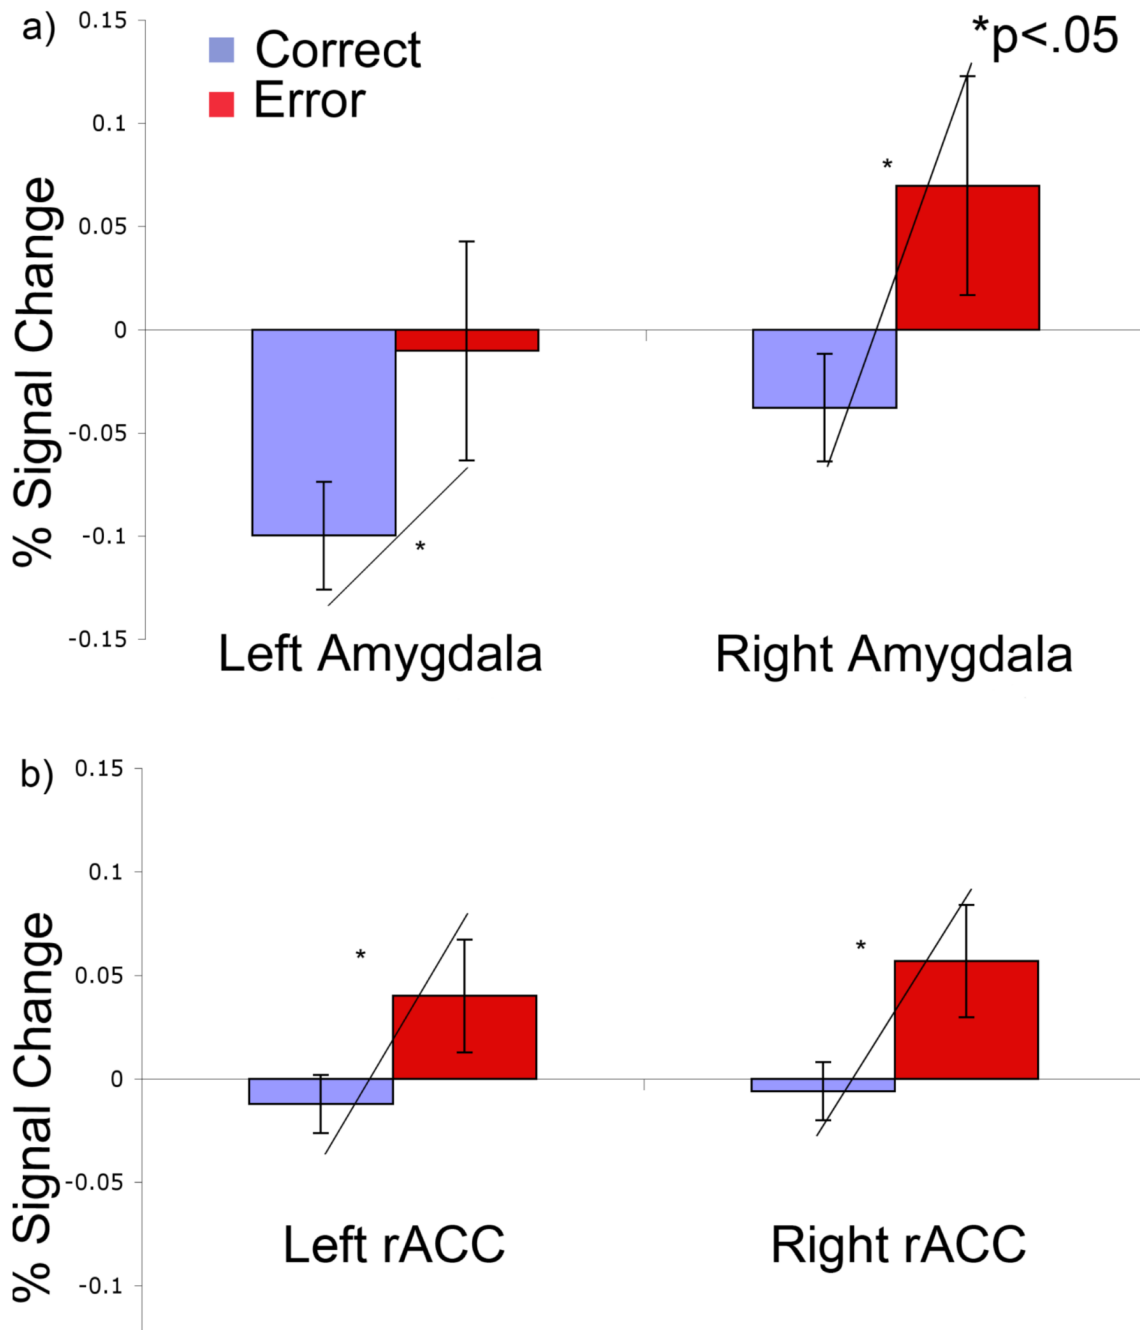 a)
0.15
*p<.05
Correct
Error
0.1
*
0.05
0
-0.05
-0.1
*
-0.15
% Signal Change
Left Amygdala
Right Amygdala
b)
0.15
0.1
*
*
0.05
0
-0.05
-0.1
% Signal Change
Left rACC
Right rACC